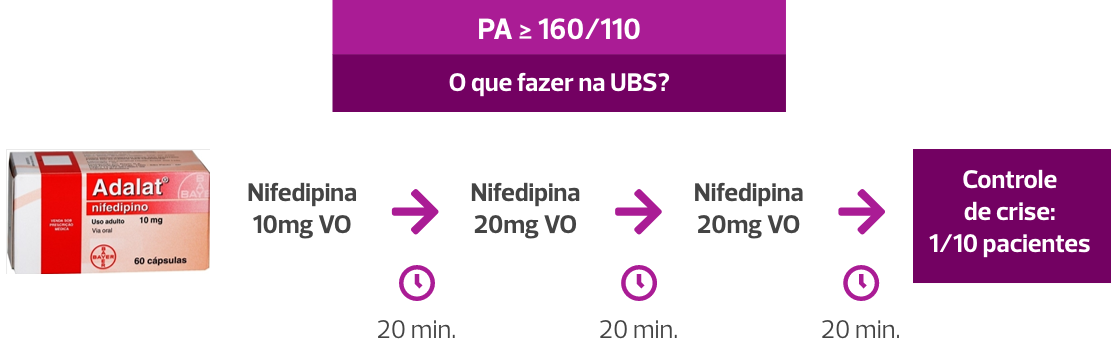 PA ≥ 160/110
O que fazer na UBS?
Adalat®
nifedipino
Uso adulto 10 mg
Via oral
VENDA SOB
PRESCRIÇÃO
MÉDICA
BAYER
60 cápsulas
Nifedipina
10mg VO
20 min.
Nifedipina
20mg VO
20 min.
Nifedipina
20mg VO
20 min.
Controle
de crise:
1/10 pacientes